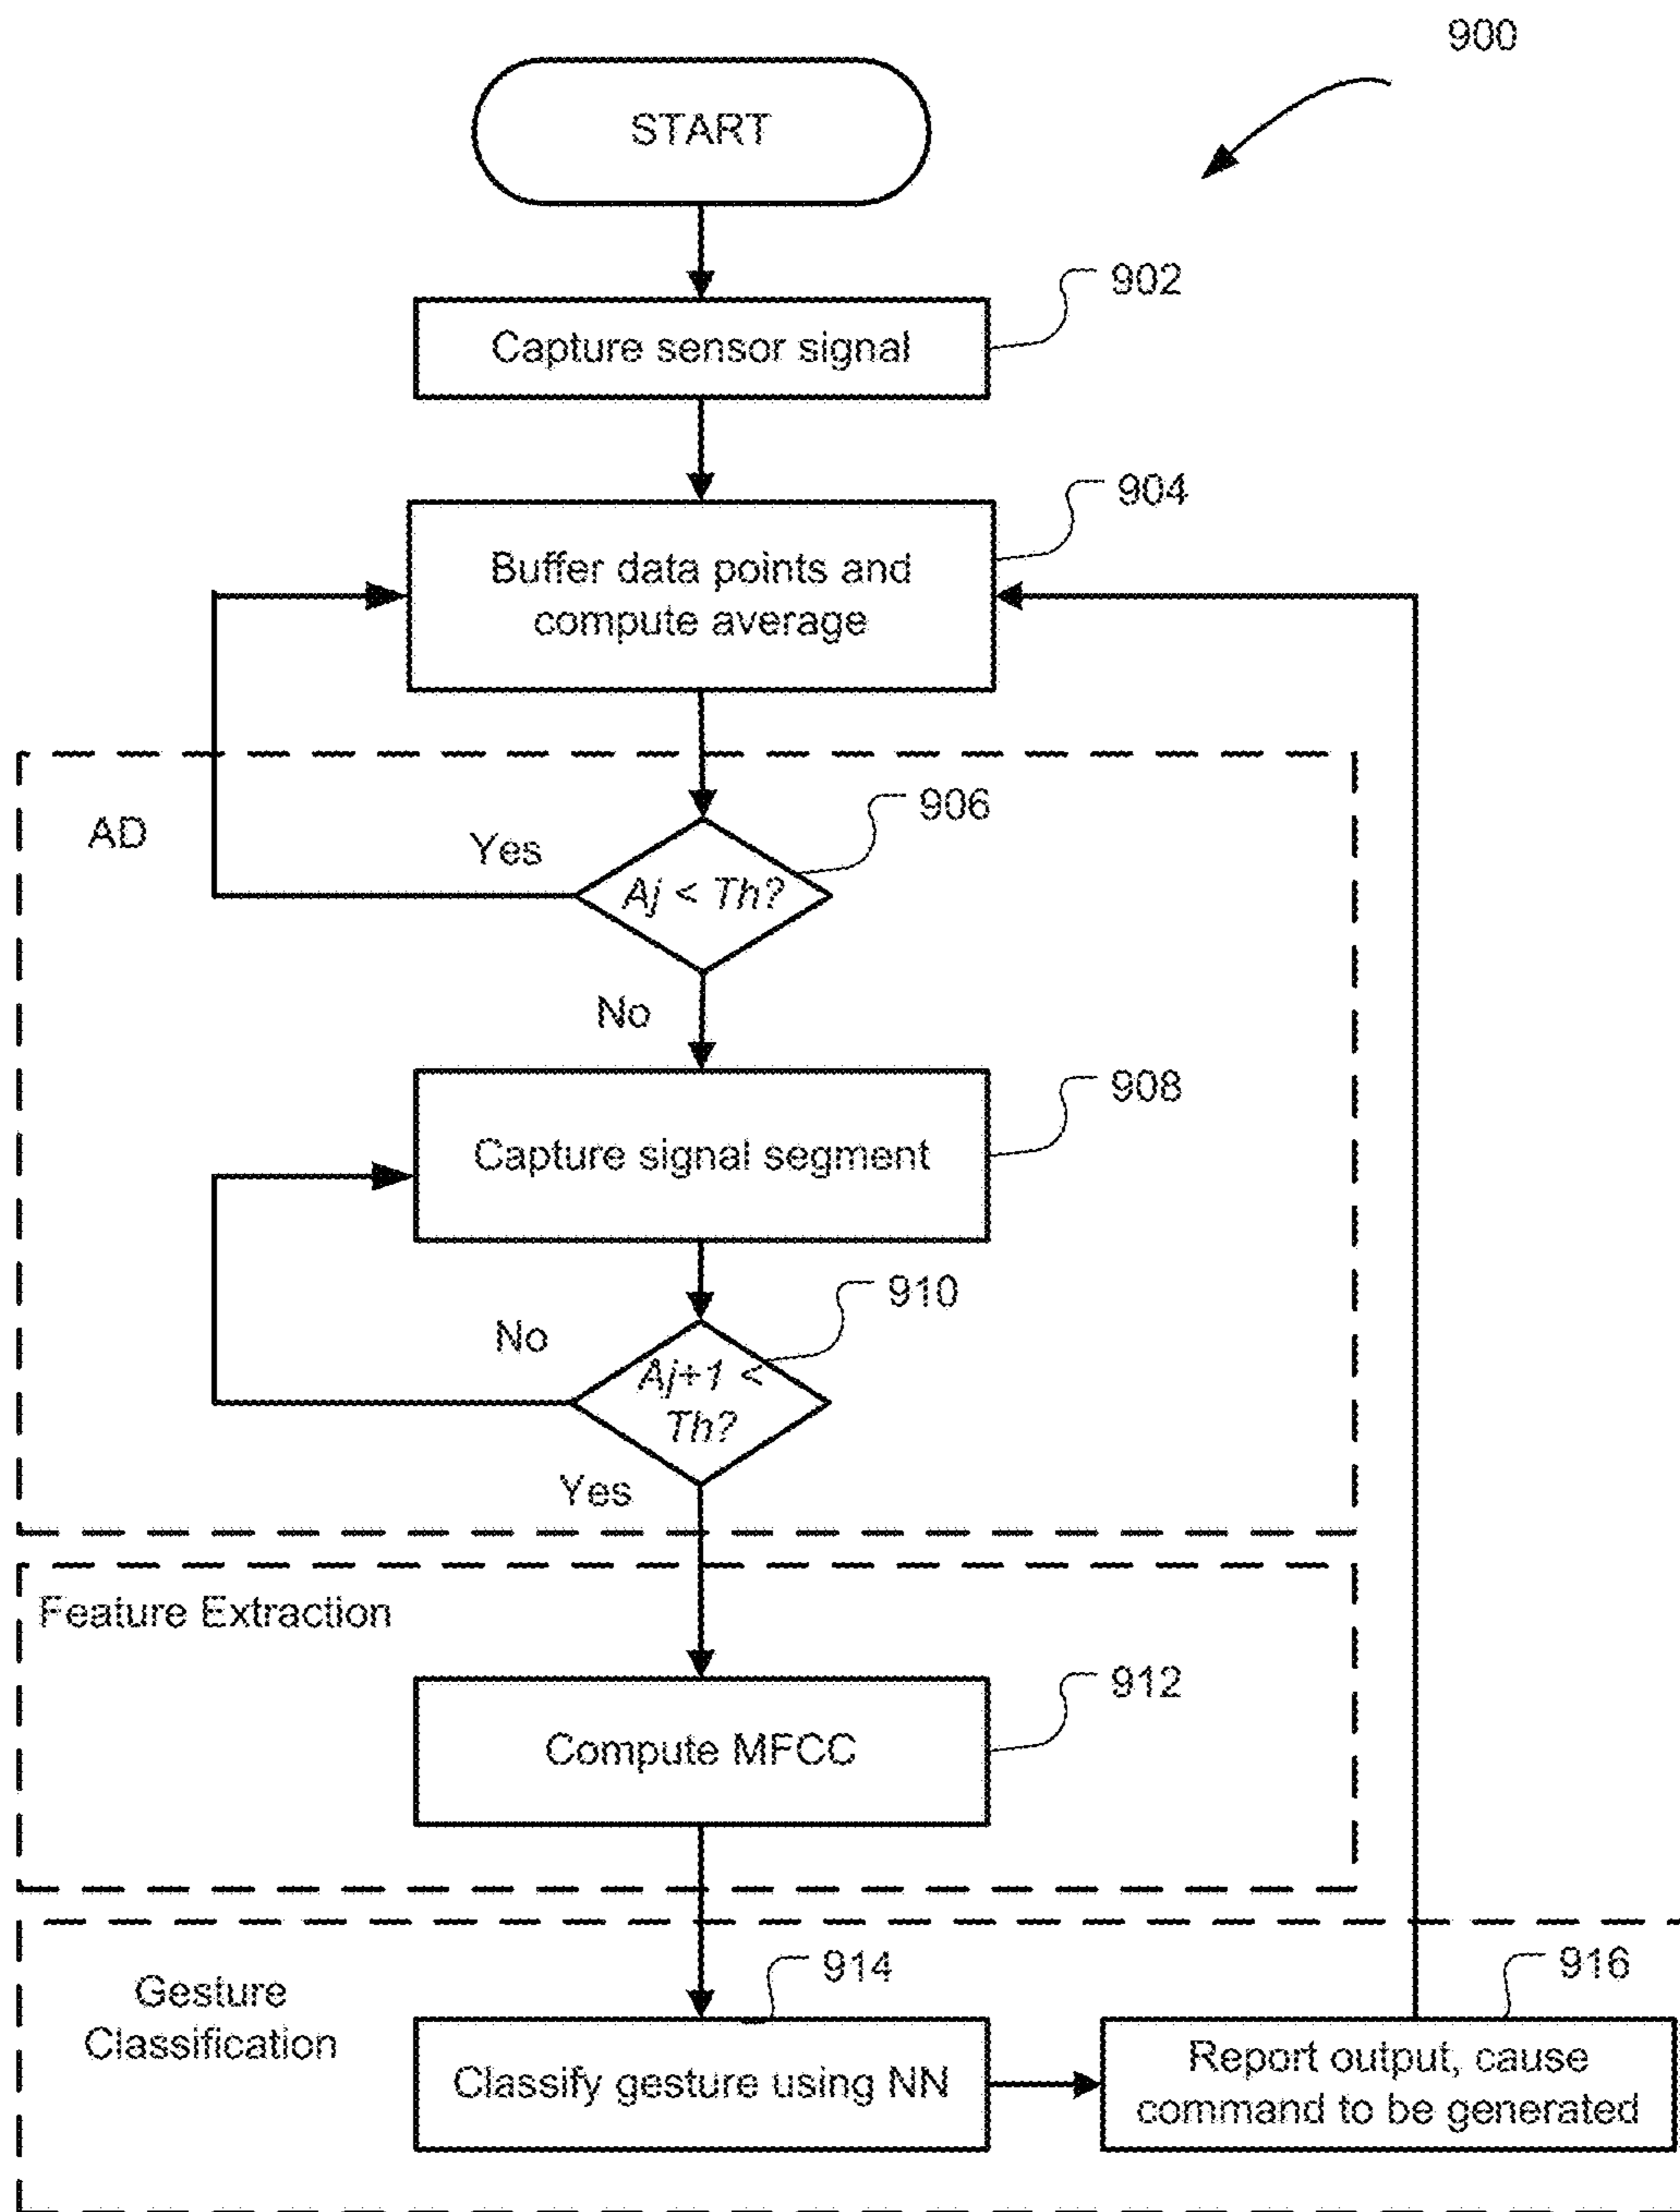 900
START
902
Capture sensor signal
904
Buffer data points and
compute average
AD
906
Yes
Aj < Th?
No
908
Capture signal segment
910
No
Aj+1 <
Th?
Yes
Feature Extraction
912
Compute MFCC
Gesture
Classification
914
916
Classify gesture using NN
Report output, cause
command to be generated